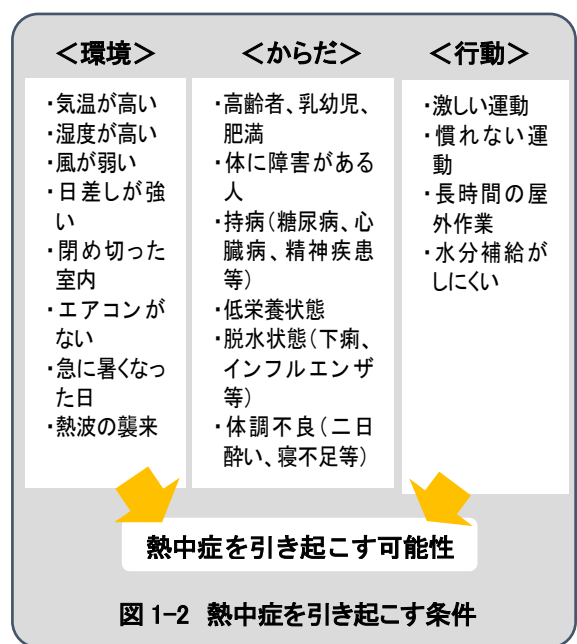 ＜環境＞
・気温が高い
・湿度が高い
・風が弱い
・日差しが強
い
・閉め切った
室内
・エアコンが
ない
・急に暑くなっ
た日
・熱波の襲来
＜からだ＞
・高齢者、乳幼児、
肥満
・体に障害がある
人
・持病（糖尿病、心
臓病、精神疾患
等）
・低栄養状態
・脱水状態（下痢、
インフルエンザ
等）
・体調不良（二日
酔い、寝不足等）
＜行動＞
・激しい運動
・慣れない運
動
・長時間の屋
外作業
・水分補給が
しにくい
熱中症を引き起こす可能性
図 1-2 熱中症を引き起こす条件